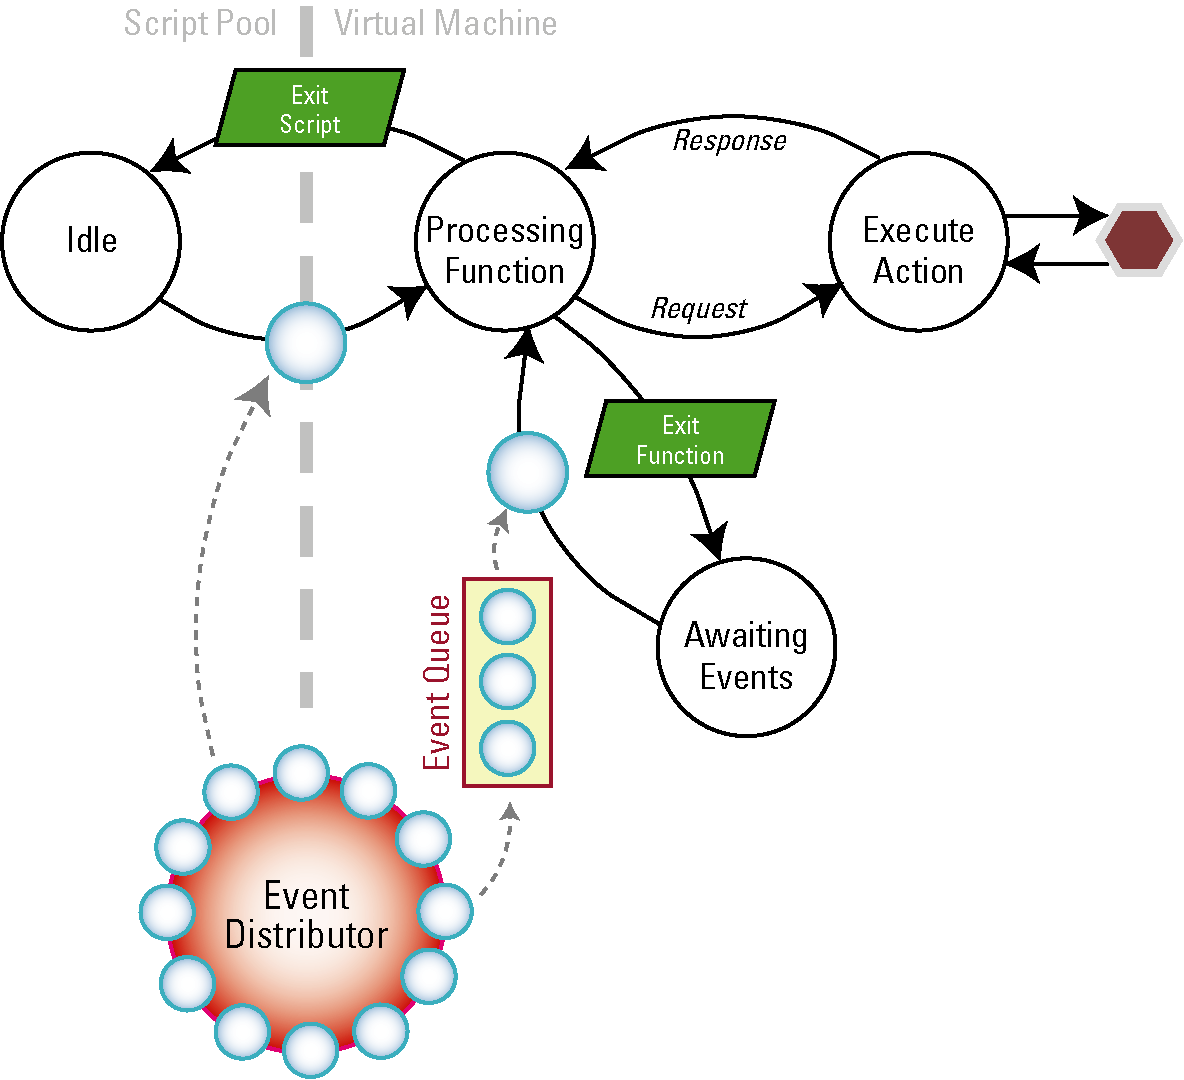 Script Pool
Virtual Machine
Exit
Script
Response
Idle
Processing
Function
Execute
Action
Request
Exit
Function
Event Queue
Awaiting
Events
Event
Distributor